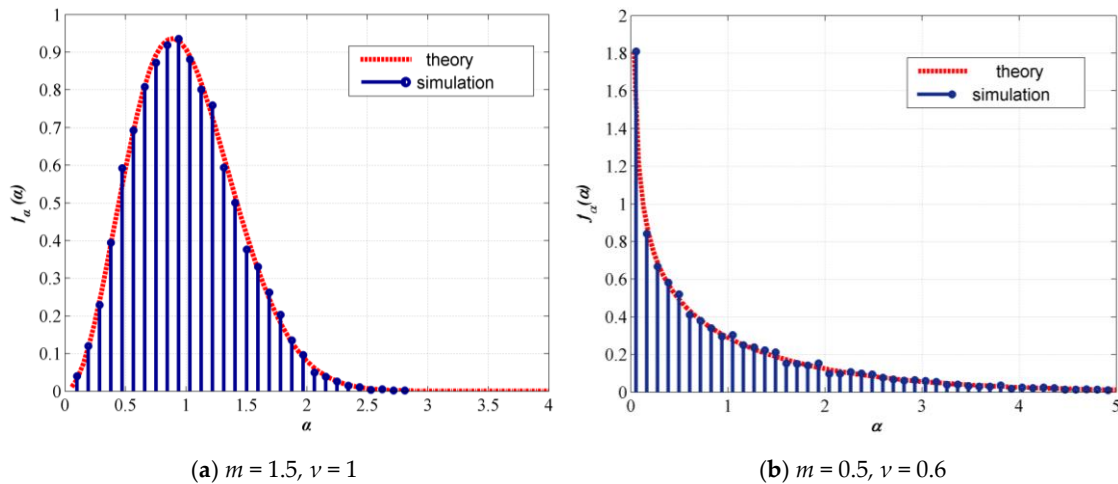 1
0.9
0.8
0.7
0.6
0.5
0.4
0.3
0.2
0.1
0
fα(α)
theory
simulation
0 0.5 1 1.5 2 2.5 3 3.5 4
α
(a) m = 1.5, ν = 1
2
1.8
1.6
1.4
1.2
1
0.8
0.6
0.4
0.2
0
fα(α)
theory
simulation
0 1 2 3 4 5
α
(b) m = 0.5, ν = 0.6